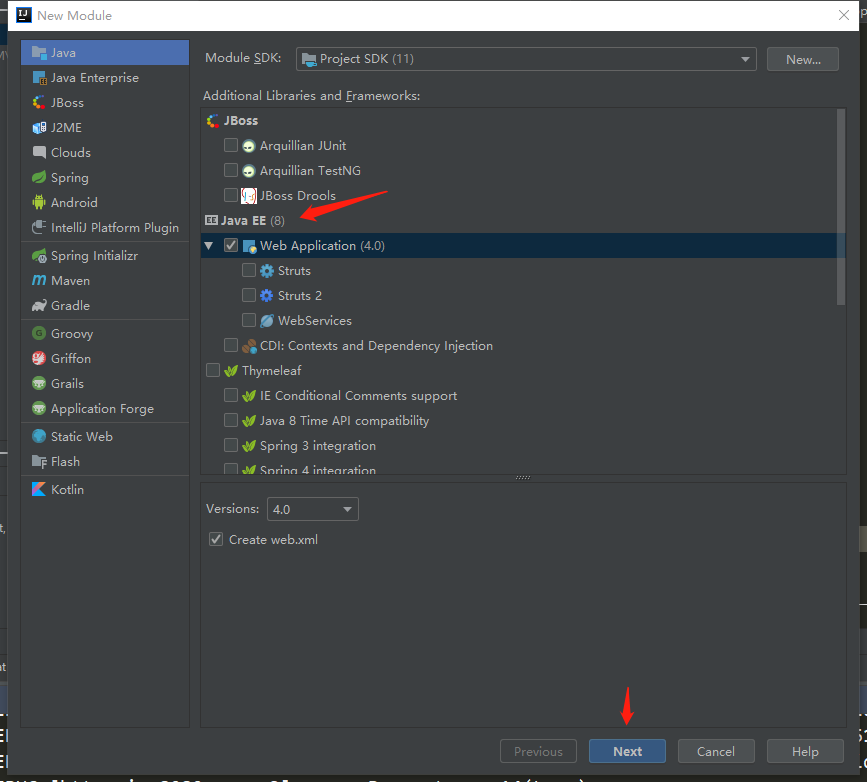 New Module
Java
Java Enterprise
JBoss
J2ME
Clouds
Spring
Android
IntelliJ Platform Plugin
Spring Initializr
Maven
Gradle
Groovy
Griffon
Grails
Application Forge
Static Web
Flash
Kotlin
Module SDK: Project SDK (11) New...
Additional Libraries and Frameworks:
JBoss
Arquillian JUnit
Arquillian TestNG
JBoss Drools
Java EE (8)
Web Application (4.0)
Struts
Struts 2
WebServices
CDI: Contexts and Dependency Injection
Thymeleaf
IE Conditional Comments support
Java 8 Time API compatibility
Spring 3 integration
Spring 4 integration
Versions: 4.0
Create web.xml
Previous Next Cancel Help